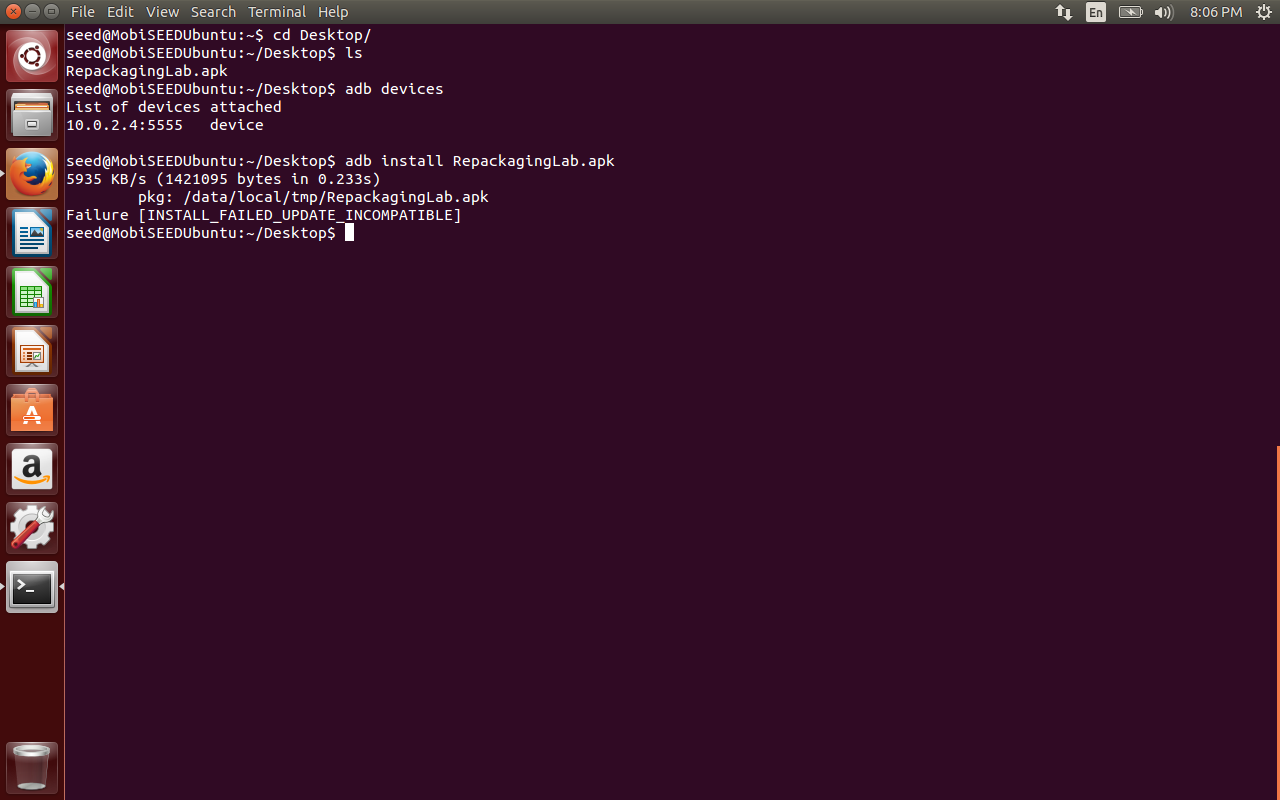 File Edit View Search Terminal Help En 8:06 PM
seed@MobiSEEDUbuntu:~$ cd Desktop/
seed@MobiSEEDUbuntu:~/Desktop$ ls
RepackagingLab.apk
seed@MobiSEEDUbuntu:~/Desktop$ adb devices
List of devices attached
10.0.2.4:5555   device
seed@MobiSEEDUbuntu:~/Desktop$ adb install RepackagingLab.apk
5935 KB/s (1421095 bytes in 0.233s)
        pkg: /data/local/tmp/RepackagingLab.apk
Failure [INSTALL_FAILED_UPDATE_INCOMPATIBLE]
seed@MobiSEEDUbuntu:~/Desktop$